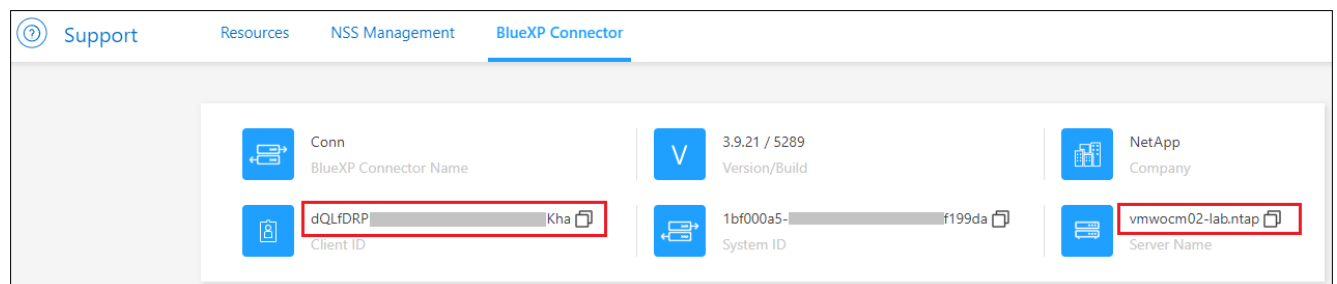 Support Resources NSS Management BlueXP Connector
Conn 3.9.21 / 5289 NetApp
BlueXP Connector Name V Version/Build Company
dQLfDRP Kha 1bf000a5- f199da vmwocm02-lab.ntap
Client ID System ID Server Name